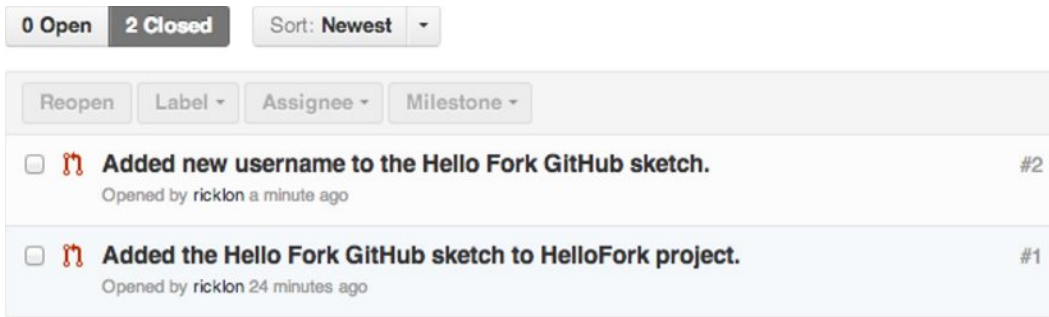 0 Open 2 Closed Sort: Newest
Reopen Label Assignee Milestone
Added new username to the Hello Fork GitHub sketch. #2
Opened by ricklon a minute ago
Added the Hello Fork GitHub sketch to HelloFork project. #1
Opened by ricklon 24 minutes ago